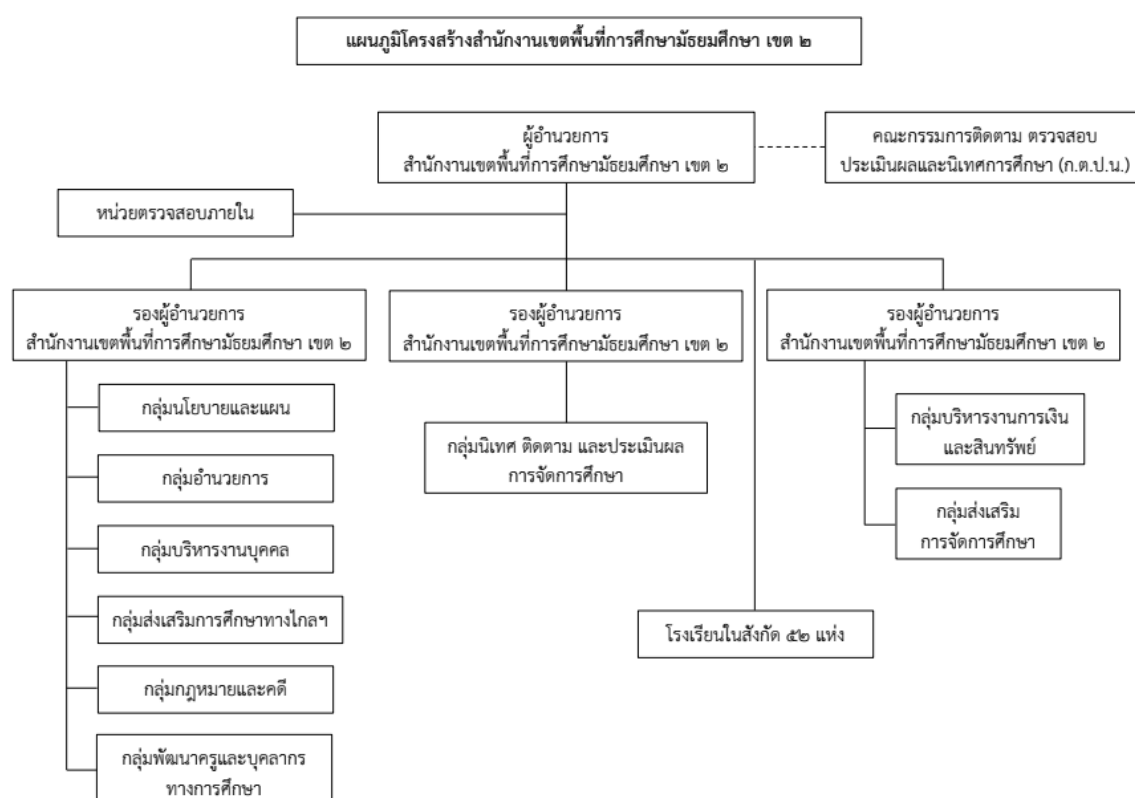 แผนภูมิโครงสร้างสำนักงานเขตพื้นที่การศึกษามัธยมศึกษา เขต ๒
ผู้อำนวยการ
สำนักงานเขตพื้นที่การศึกษามัธยมศึกษา เขต ๒
คณะกรรมการติดตาม ตรวจสอบ
ประเมินผลและนิเทศการศึกษา (ก.ต.ป.น.)
หน่วยตรวจสอบภายใน
รองผู้อำนวยการ
สำนักงานเขตพื้นที่การศึกษามัธยมศึกษา เขต ๒
รองผู้อำนวยการ
สำนักงานเขตพื้นที่การศึกษามัธยมศึกษา เขต ๒
รองผู้อำนวยการ
สำนักงานเขตพื้นที่การศึกษามัธยมศึกษา เขต ๒
กลุ่มนโยบายและแผน
กลุ่มอำนวยการ
กลุ่มบริหารงานบุคคล
กลุ่มส่งเสริมการศึกษาทางไกลฯ
กลุ่มกฎหมายและคดี
กลุ่มพัฒนาครูและบุคลากร
ทางการศึกษา
กลุ่มนิเทศ ติดตาม และประเมินผล
การจัดการศึกษา
กลุ่มบริหารงานการเงิน
และสินทรัพย์
กลุ่มส่งเสริม
การจัดการศึกษา
โรงเรียนในสังกัด ๕๒ แห่ง